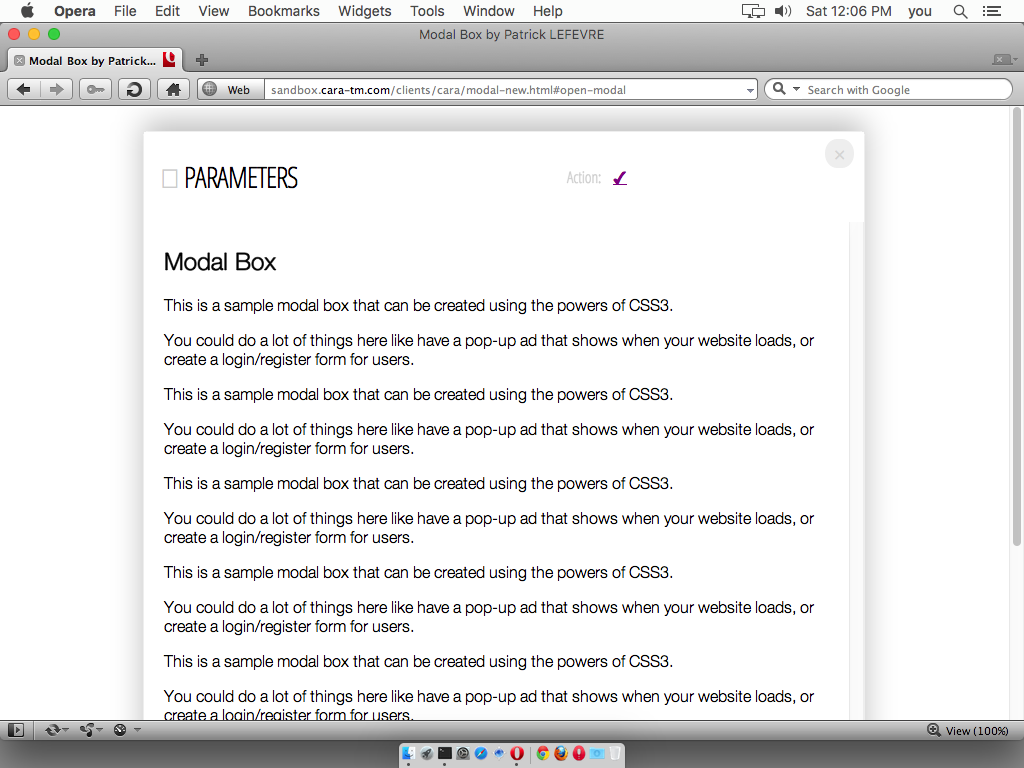 Opera File Edit View Bookmarks Widgets Tools Window Help Sat 12:06 PM you
Modal Box by Patrick LEFEVRE
Modal Box by Patrick...
Web sandbox.cara-tm.com/clients/cara/modal-new.html#open-modal Search with Google
PARAMETERS
Action: ✓
Modal Box
This is a sample modal box that can be created using the powers of CSS3.
You could do a lot of things here like have a pop-up ad that shows when your website loads, or
create a login/register form for users.
This is a sample modal box that can be created using the powers of CSS3.
You could do a lot of things here like have a pop-up ad that shows when your website loads, or
create a login/register form for users.
This is a sample modal box that can be created using the powers of CSS3.
You could do a lot of things here like have a pop-up ad that shows when your website loads, or
create a login/register form for users.
This is a sample modal box that can be created using the powers of CSS3.
You could do a lot of things here like have a pop-up ad that shows when your website loads, or
create a login/register form for users.
This is a sample modal box that can be created using the powers of CSS3.
You could do a lot of things here like have a pop-up ad that shows when your website loads, or
create a login/register form for users.
View (100%)